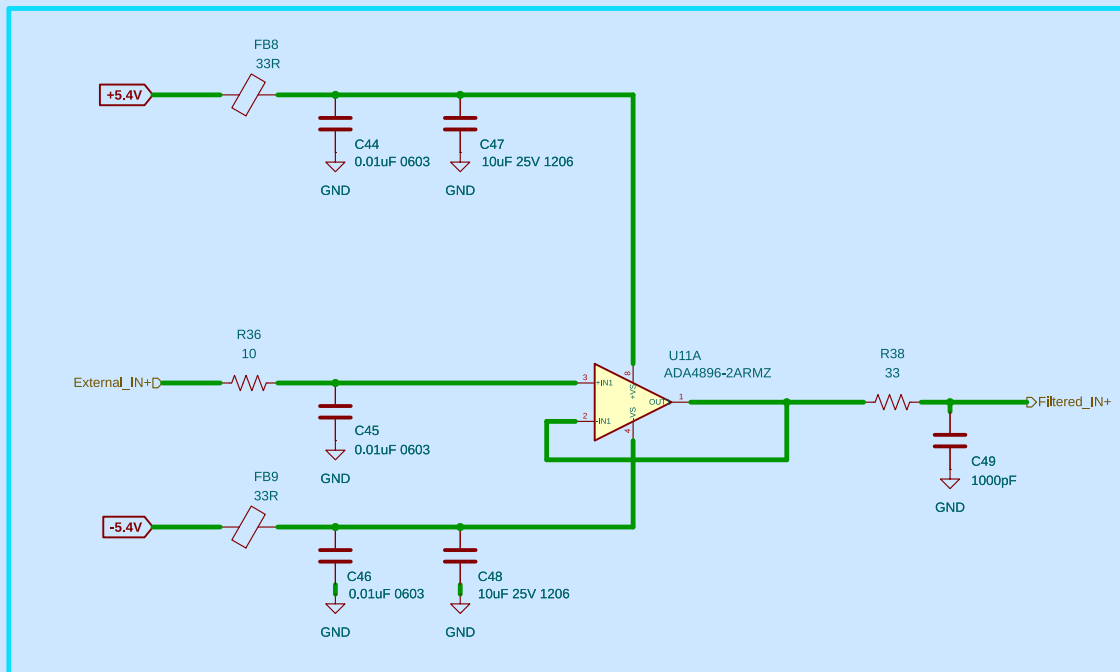 FB8
33R
+5.4V
C44
0.01uF 0603
GND
C47
10uF 25V 1206
GND
R36
10
External_IN+
C45
0.01uF 0603
GND
U11A
ADA4896-2ARMZ
3
+IN1
2
-IN1
8
+VS
-VS
4
OUT1
1
R38
33
Filtered_IN+
C49
1000pF
GND
FB9
33R
-5.4V
C46
0.01uF 0603
GND
C48
10uF 25V 1206
GND